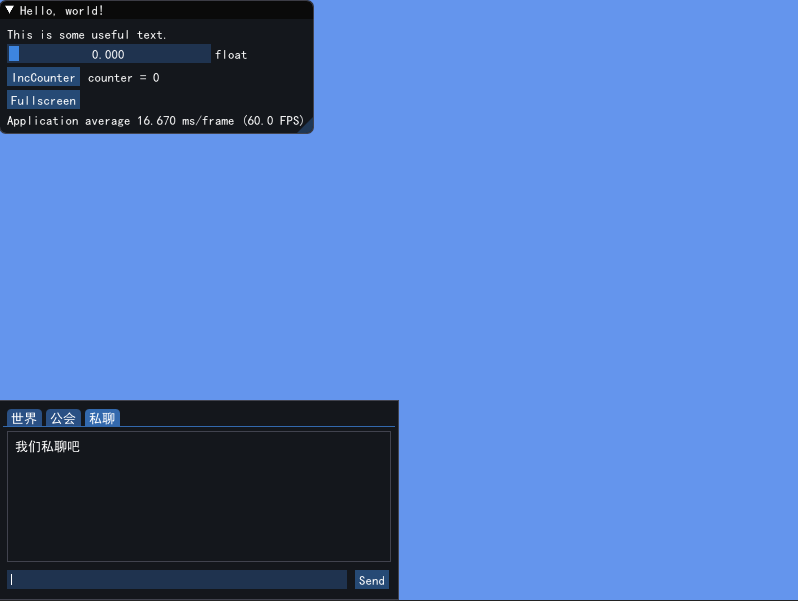 Hello, world!
This is some useful text.
0.000 float
IncCounter counter = 0
Fullscreen
Application average 16.670 ms/frame (60.0 FPS)
世界 公会 私聊
我们私聊吧
Send